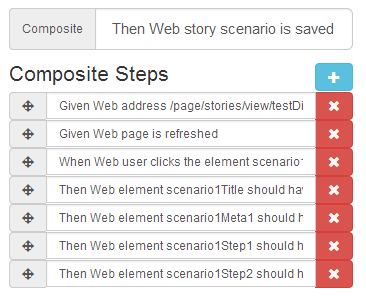 Composite Then Web story scenario is saved
Composite Steps
Given Web address /page/stories/view/testDi
Given Web page is refreshed
When Web user clicks the element scenario1
Then Web element scenario1Title should hav
Then Web element scenario1Meta1 should h
Then Web element scenario1Step1 should h
Then Web element scenario1Step2 should h